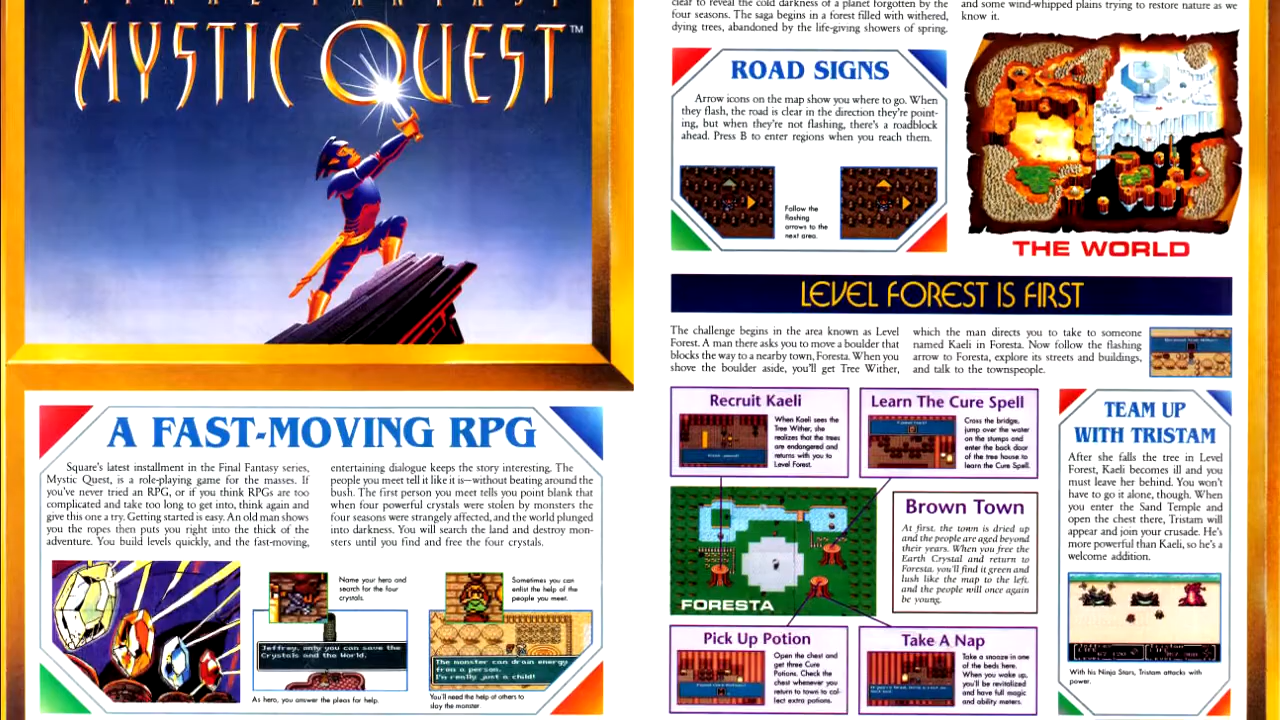 FINAL FANTASY
MYSTIC QUEST™
A FAST-MOVING RPG
Square's latest installment in the Final Fantasy series,
Mystic Quest, is a role-playing game for the masses. If
you've never tried an RPG, or if you think RPGs are too
complicated and take too long to get into, think again and
give this one a try. Getting started is easy. An old man shows
you the ropes then puts you right into the thick of the
adventure. You build levels quickly, and the fast-moving,
entertaining dialogue keeps the story interesting. The
people you meet tell it like it is—without beating around the
bush. The first person you meet tells you point blank that
when four powerful crystals were stolen by monsters the
four seasons were strangely affected, and the world plunged
into darkness. You will search the land and destroy mon-
sters until you find and free the four crystals.
Name your hero and
search for the four
crystals.
Jeffrey, only you can save the
Crystals and the World.
As hero, you answer the pleas for help.
Sometimes you can
enlist the help of the
people you meet.
The monster can drain energy
from a person.
I'm really just a child!
You'll need the help of others to
slay the monster.
clear to reveal the cold darkness of a planet forgotten by the
four seasons. The saga begins in a forest filled with withered,
dying trees, abandoned by the life-giving showers of spring.
and some wind-whipped plains trying to restore nature as we
know it.
ROAD SIGNS
Arrow icons on the map show you where to go. When
they flash, the road is clear in the direction they're point-
ing, but when they're not flashing, there's a roadblock
ahead. Press B to enter regions when you reach them.
Follow the
flashing
arrows to the
next area.
THE WORLD
LEVEL FOREST IS FIRST
The challenge begins in the area known as Level
Forest. A man there asks you to move a boulder that
blocks the way to a nearby town, Foresta. When you
shove the boulder aside, you'll get Tree Wither,
which the man directs you to take to someone
named Kaeli in Foresta. Now follow the flashing
arrow to Foresta, explore its streets and buildings,
and talk to the townspeople.
Recruit Kaeli
When Kaeli sees the
Tree Wither, she
realizes that the trees
are endangered and
returns with you to
Level Forest.
Learn The Cure Spell
Cross the bridge,
jump over the water
on the stumps and
enter the back door
of the tree house to
learn the Cure Spell.
FORESTA
Brown Town
At first, the town is dried up
and the people are aged beyond
their years. When you free the
Earth Crystal and return to
Foresta, you'll find it green and
lush like the map to the left
and the people will once again
be young.
Pick Up Potion
Open the chest and
get three Cure
Potions. Check the
chest whenever you
return to town to col-
lect extra potions.
Take A Nap
Take a snooze in one
of the beds here.
When you wake up,
you'll be revitalized
and have full magic
and ability meters.
TEAM UP
WITH TRISTAM
After she falls the tree in Level
Forest, Kaeli becomes ill and you
must leave her behind. You won't
have to go it alone, though. When
you enter the Sand Temple and
open the chest there, Tristam will
appear and join your crusade. He's
more powerful than Kaeli, so he's a
welcome addition.
With his Ninja Stars, Tristam attacks with
power.